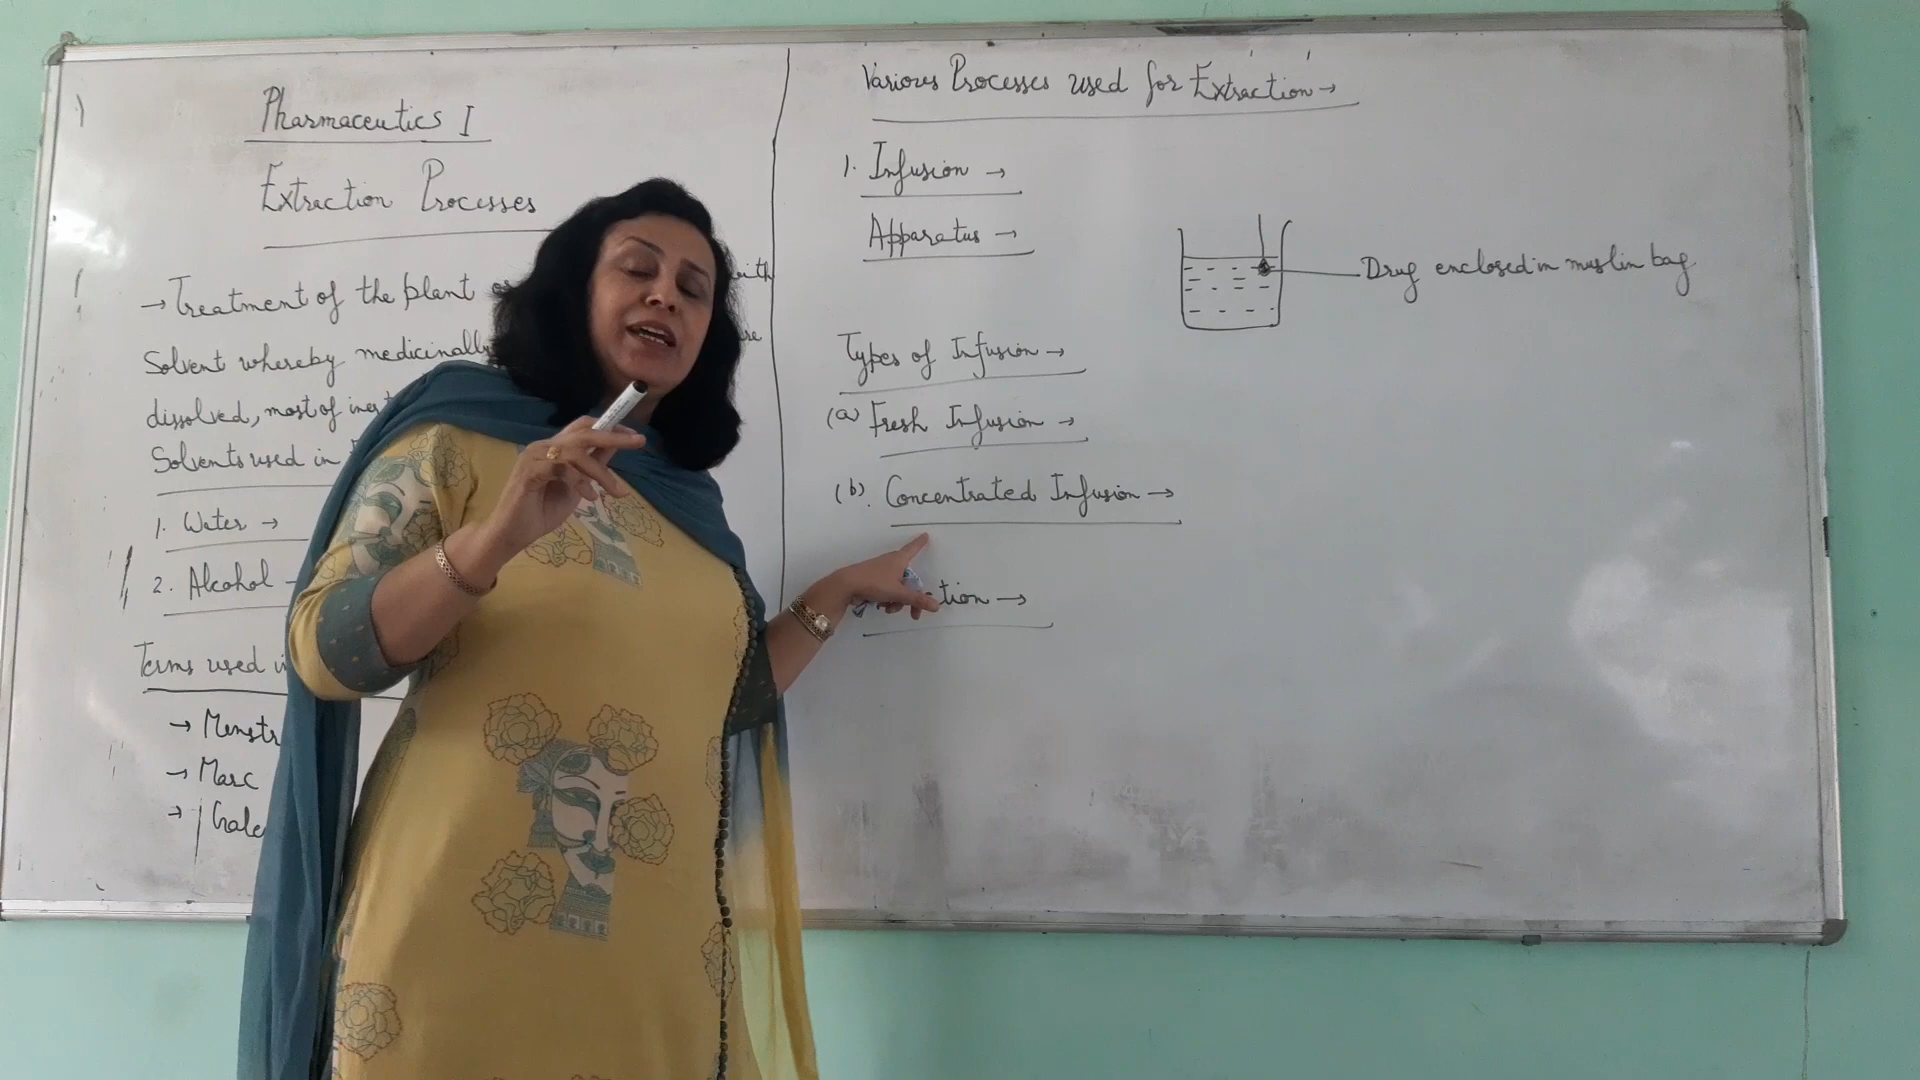 Pharmaceutics I
Extraction Processes
→ Treatment of the plant with
Solvent whereby medicinally
dissolved, most of
Solvents used in
1. Water →
2. Alcohol
Terms used
→
→ Marc
→
Various Processes used for Extraction →
1. Infusion →
Apparatus →
Drug enclosed in muslin bag
Types of Infusion →
(a) Fresh Infusion →
(b). Concentrated Infusion →
tion →